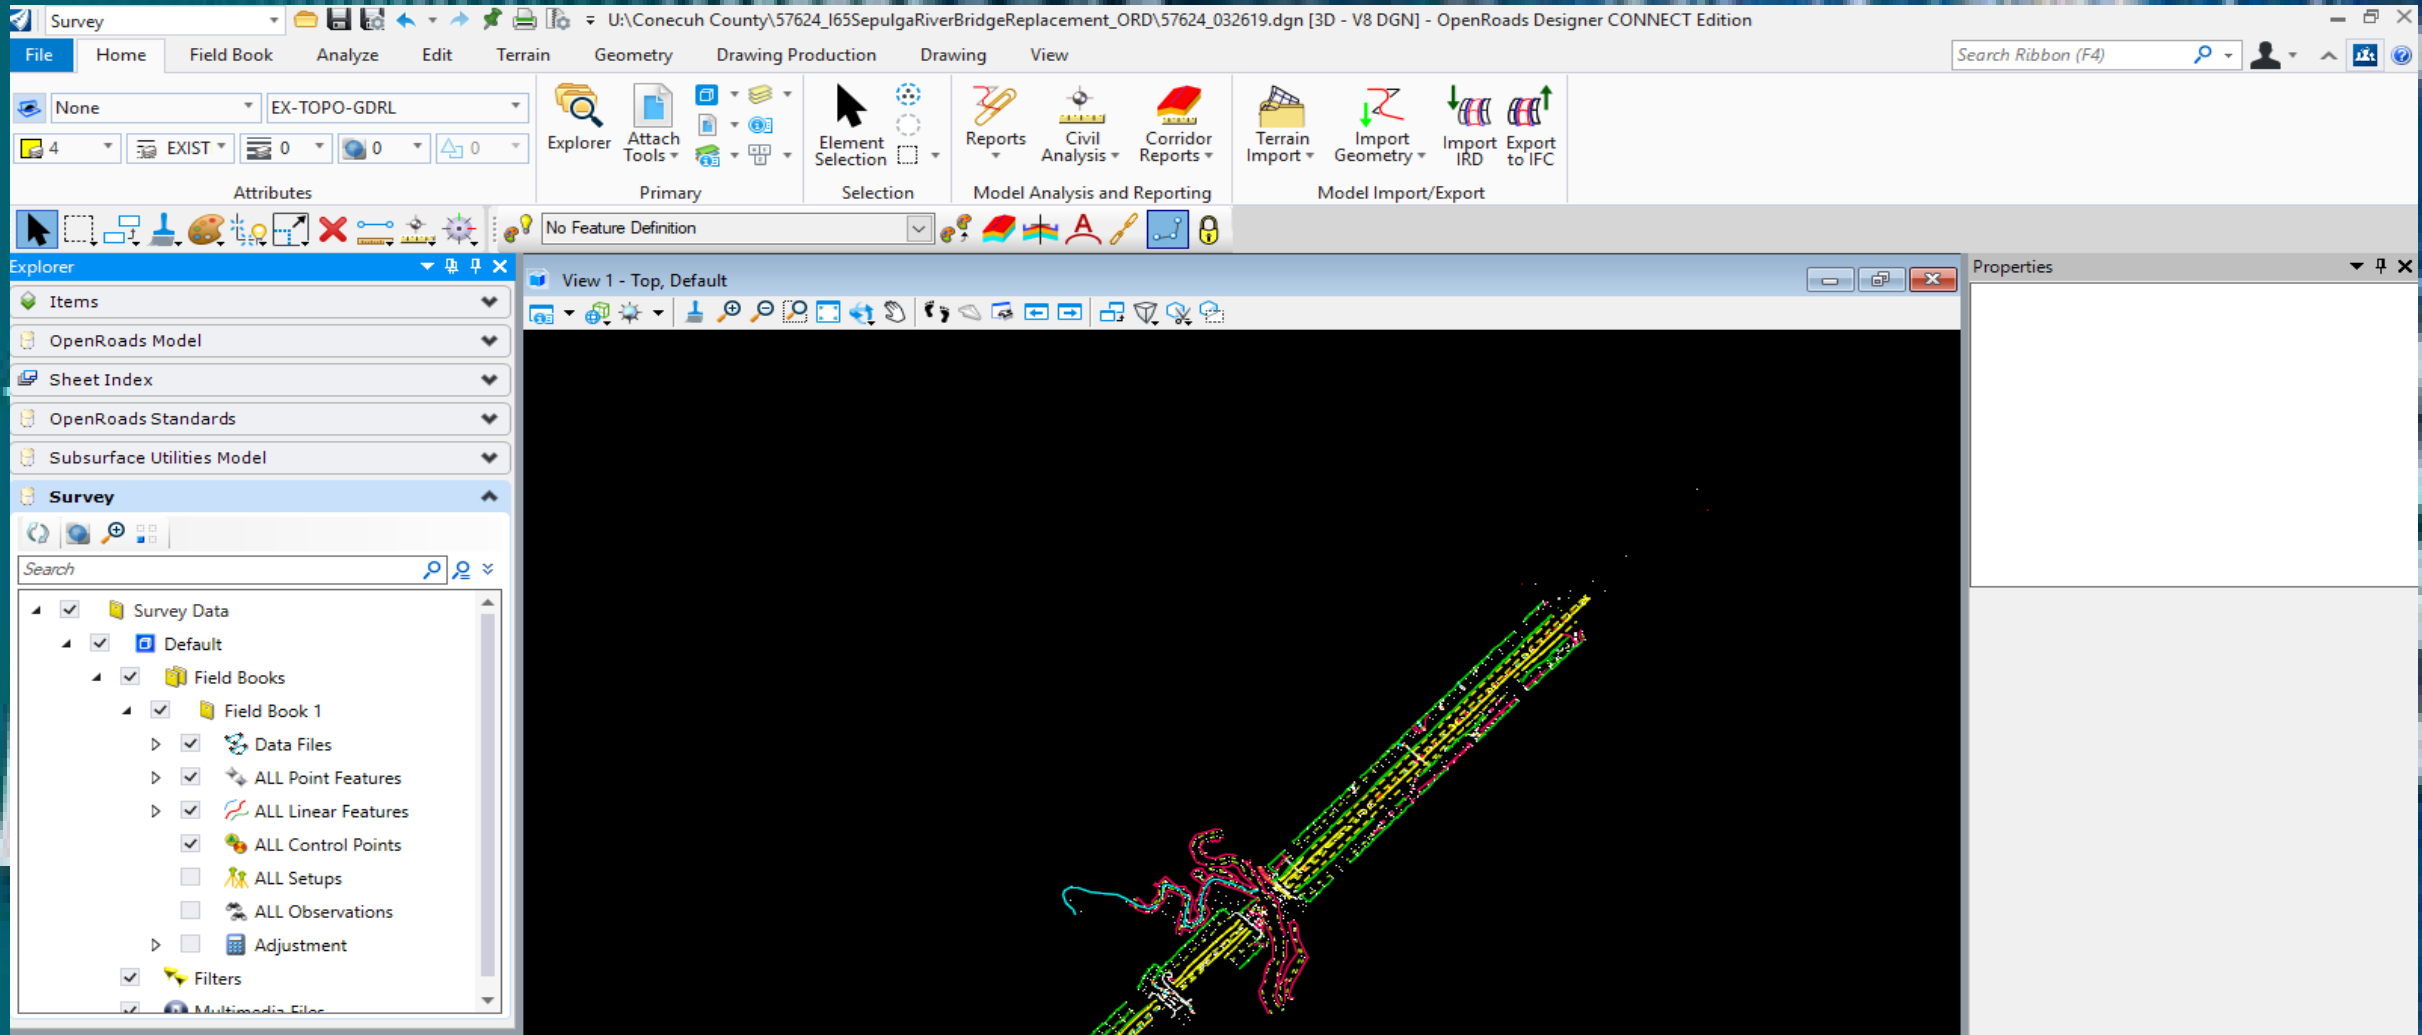 Survey
U:\Conecuh County\57624_I65SepulgaRiverBridgeReplacement_ORD\57624_032619.dgn [3D - V8 DGN] - OpenRoads Designer CONNECT Edition
File Home Field Book Analyze Edit Terrain Geometry Drawing Production Drawing View
Search Ribbon (F4)
None EX-TOPO-GDRL
4 EXIST 0 0 0
Attributes
Explorer Attach Tools
Primary
Element Selection
Selection
Reports Civil Analysis Corridor Reports
Model Analysis and Reporting
Terrain Import Import Geometry Import IRD Export to IFC
Model Import/Export
No Feature Definition
Explorer
Items
OpenRoads Model
Sheet Index
OpenRoads Standards
Subsurface Utilities Model
Survey
Search
Survey Data
Default
Field Books
Field Book 1
Data Files
ALL Point Features
ALL Linear Features
ALL Control Points
ALL Setups
ALL Observations
Adjustment
Filters
Multimedia Files
View 1 - Top, Default
Properties